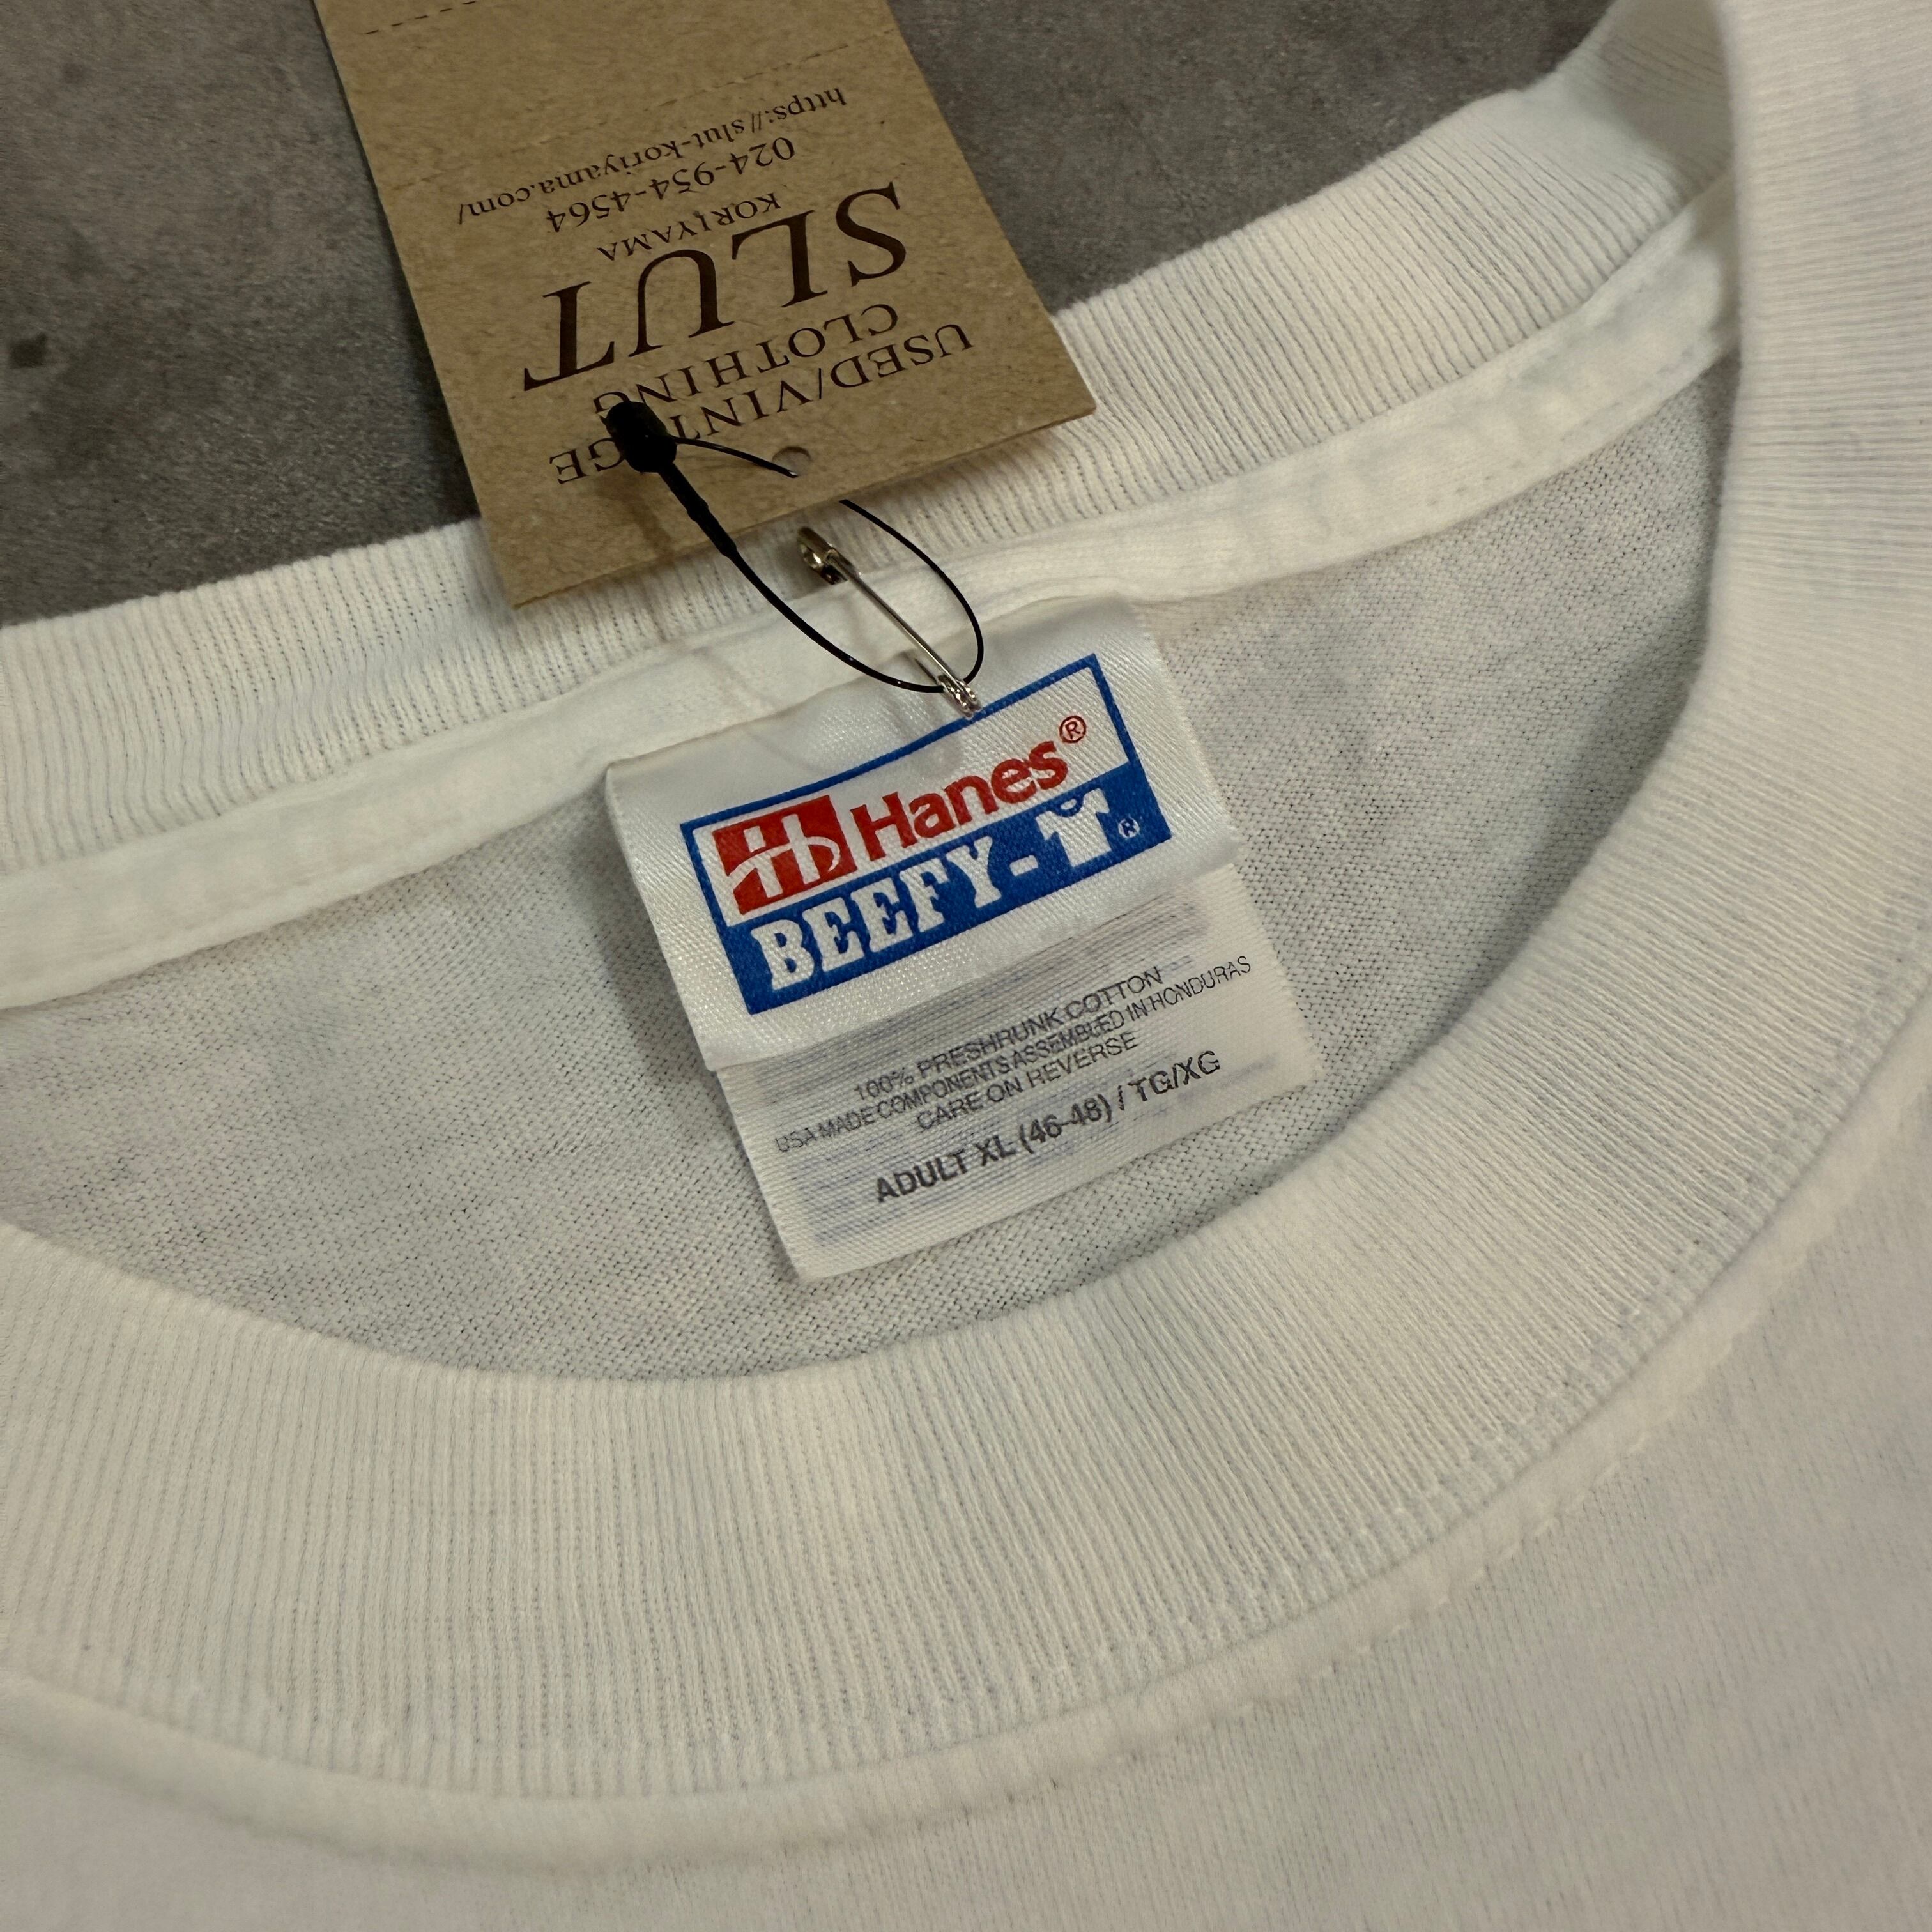 USED/VINTAGE
CLOTHING
SLUT
KORIYAMA
024-954-4564
https://slut-koriyama.com/
Hanes®
BEEFY-T®
100% PRESHRUNK COTTON
USA MADE COMPONENTS ASSEMBLED IN HONDURAS
CARE ON REVERSE
ADULT XL (46-48) / TG/XG